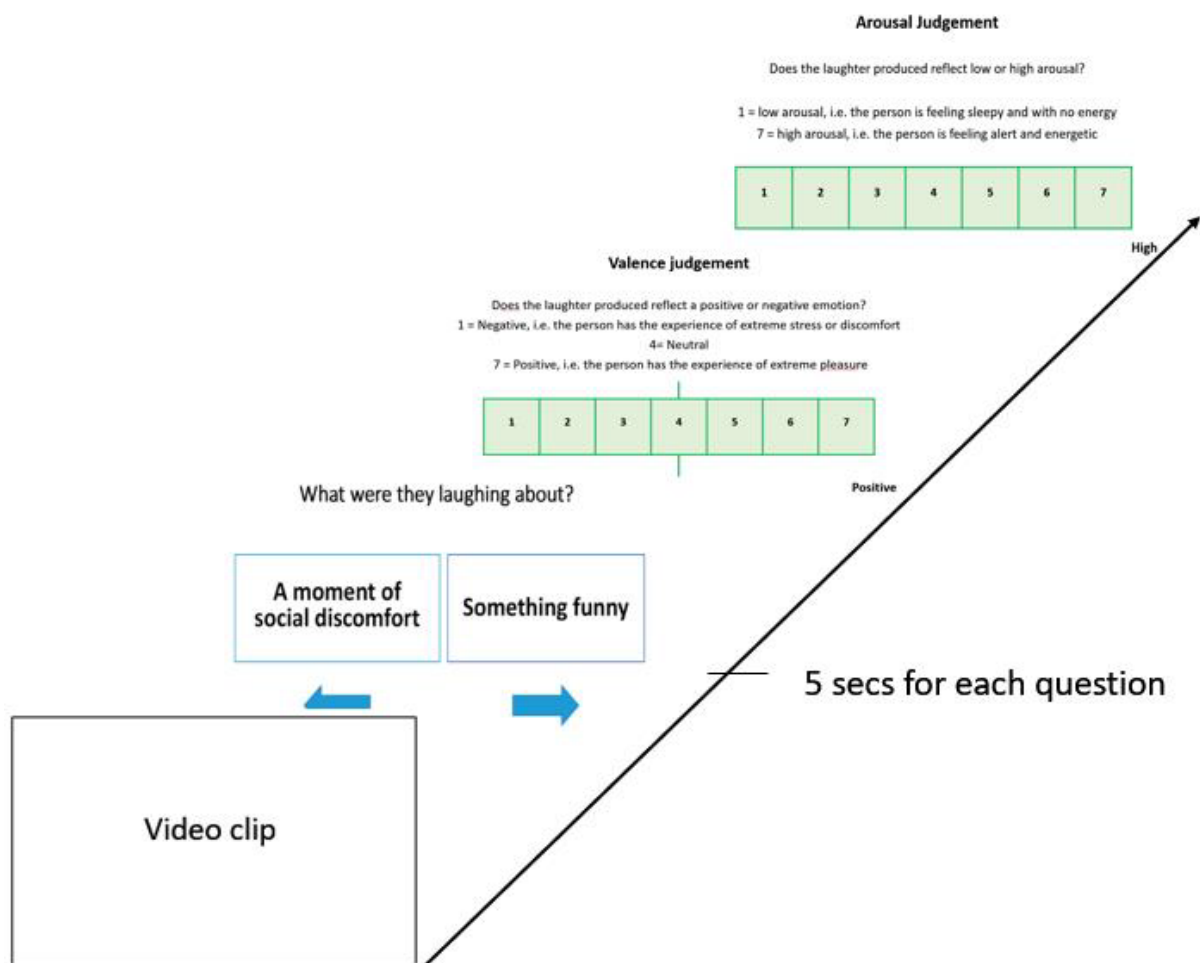 Arousal Judgement
Does the laughter produced reflect low or high arousal?
1 = low arousal, i.e. the person is feeling sleepy and with no energy
7 = high arousal, i.e. the person is feeling alert and energetic
1 2 3 4 5 6 7
High
Valence judgement
Does the laughter produced reflect a positive or negative emotion?
1 = Negative, i.e. the person has the experience of extreme stress or discomfort
4= Neutral
7 = Positive, i.e. the person has the experience of extreme pleasure
1 2 3 4 5 6 7
Positive
What were they laughing about?
A moment of
social discomfort
Something funny
5 secs for each question
Video clip